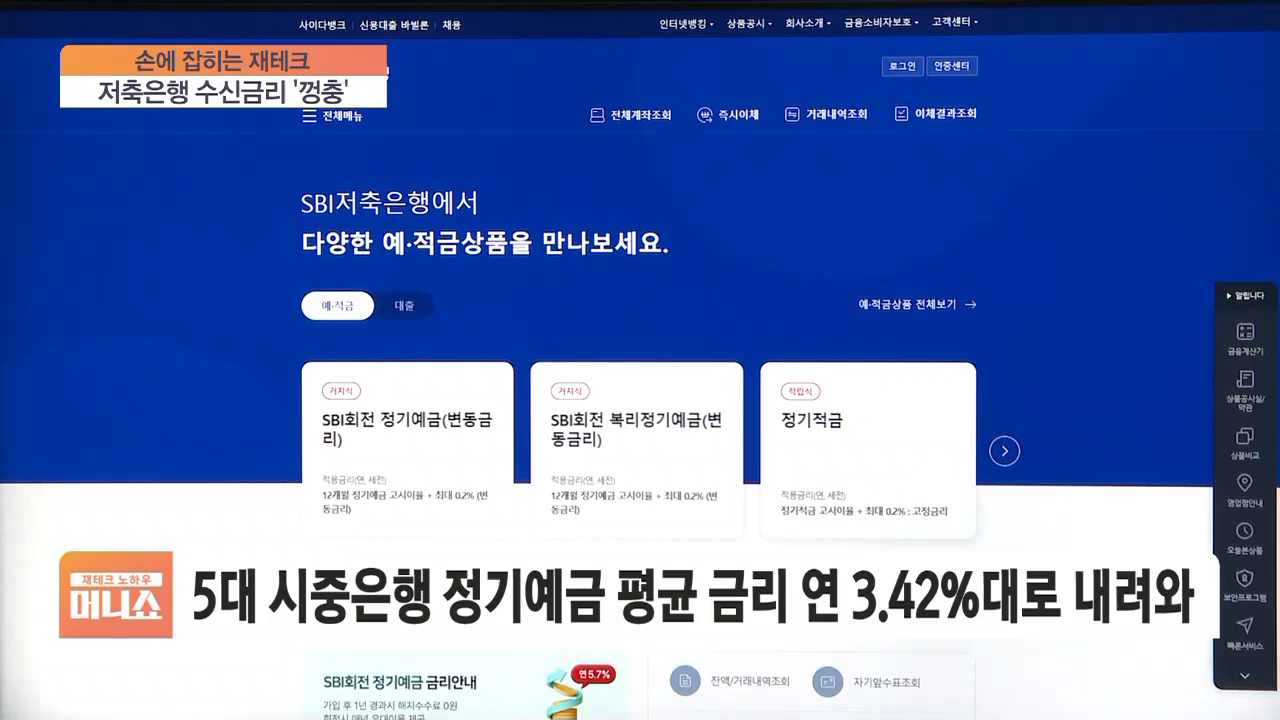 사이다뱅크 신용대출 바빌론 채용
인터넷뱅킹 상품공시 회사소개 금융소비자보호 고객센터
손에 잡히는 재테크
저축은행 수신금리 '껑충'
로그인 인증센터
전체메뉴
전체계좌조회 즉시이체 거래내역조회 이체결과조회
SBI저축은행에서
다양한 예·적금상품을 만나보세요.
예·적금 대출
예·적금상품 전체보기 →
거치식
SBI회전 정기예금(변동금
리)
적용금리(연, 세전)
12개월 정기예금 고시이율 + 최대 0.2% (변
동금리)
거치식
SBI회전 복리정기예금(변
동금리)
적용금리(연, 세전)
12개월 정기예금 고시이율 + 최대 0.2% (변
동금리)
적립식
정기적금
적용금리(연, 세전)
정기적금 고시이율 + 최대 0.2% : 고정금리
알립니다
금융계산기
상품공시실/
약관
상품비교
영업점안내
오늘본상품
보안프로그램
빠른서비스
재테크 노하우
머니쇼
5대 시중은행 정기예금 평균 금리 연 3.42%대로 내려와
SBI회전 정기예금 금리안내
가입 후 1년 경과시 해지수수료 0원
회전시 매년 우대이율 제공
연5.7%
잔액/거래내역조회
자기앞수표조회